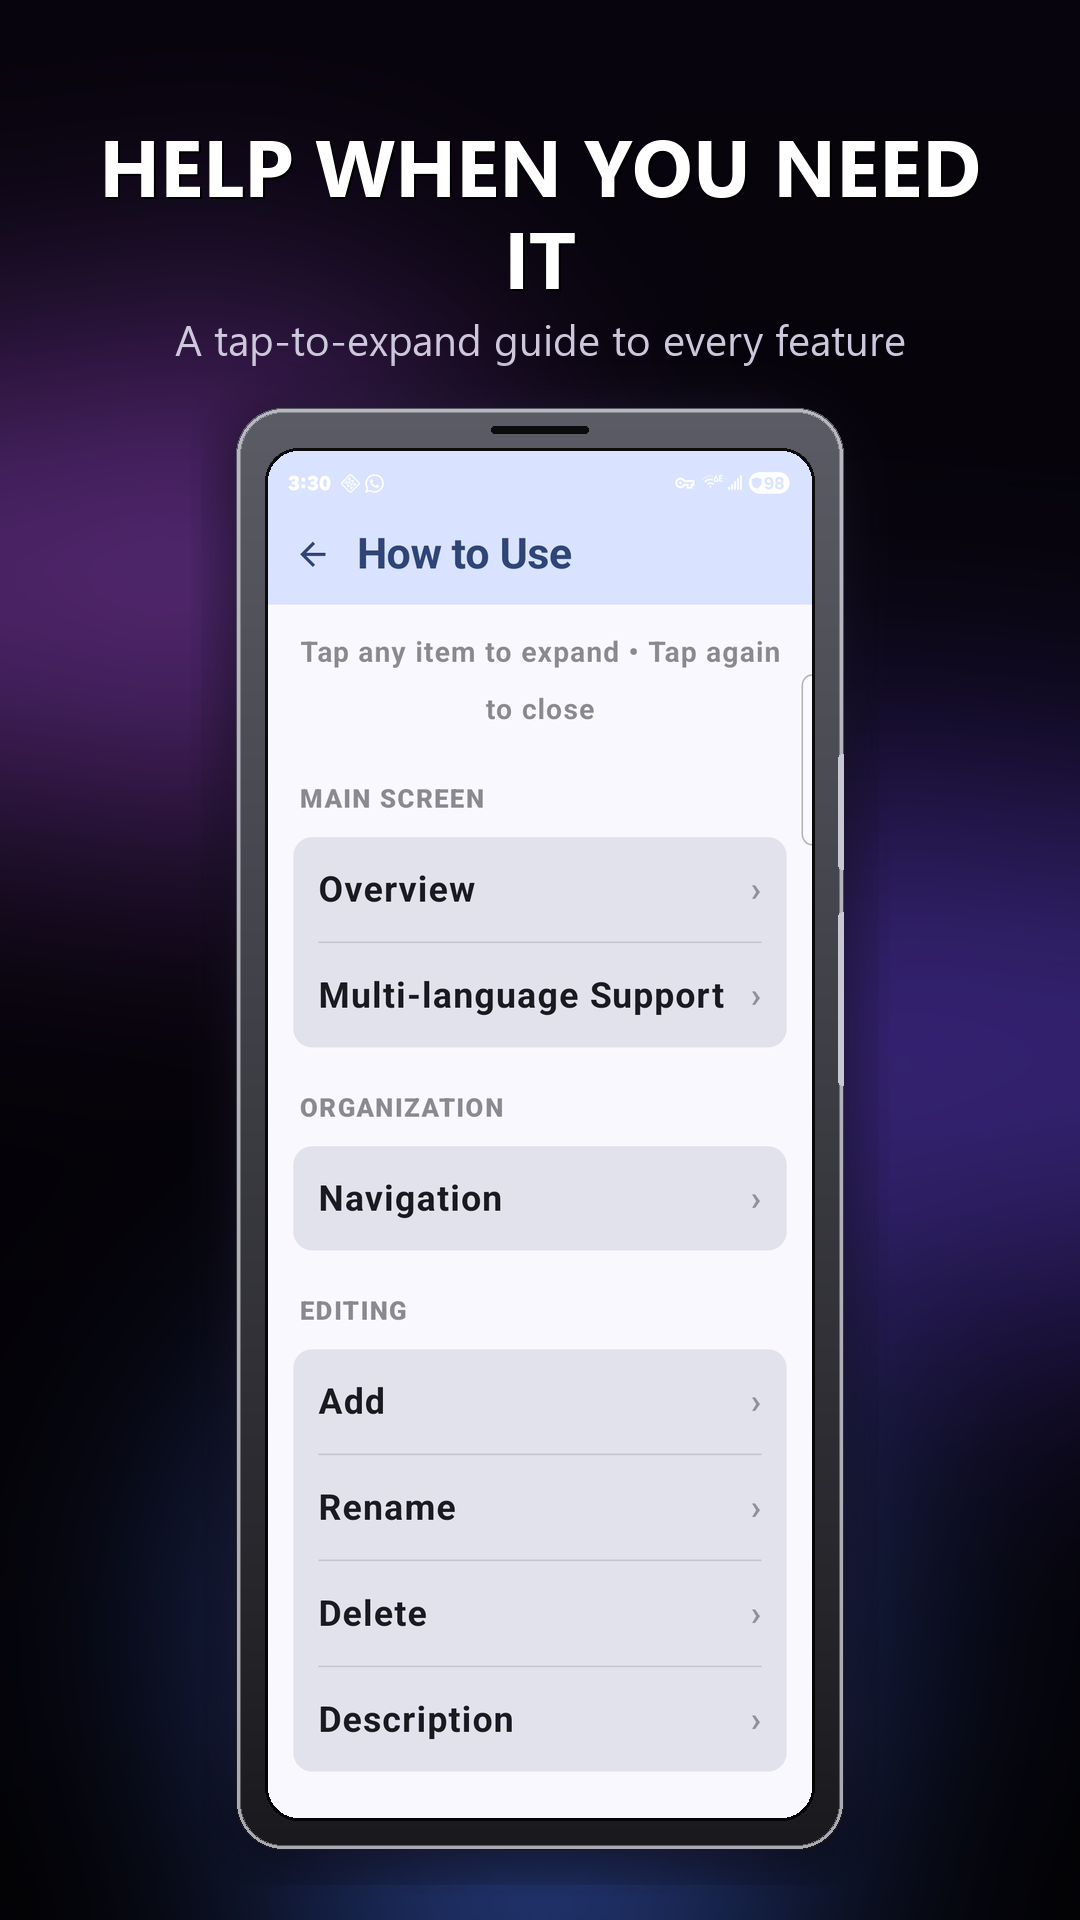 HELP WHEN YOU NEED
IT
A tap-to-expand guide to every feature
3:30
6E
98
How to Use
Tap any item to expand • Tap again
to close
MAIN SCREEN
Overview
Multi-language Support
ORGANIZATION
Navigation
EDITING
Add
Rename
Delete
Description